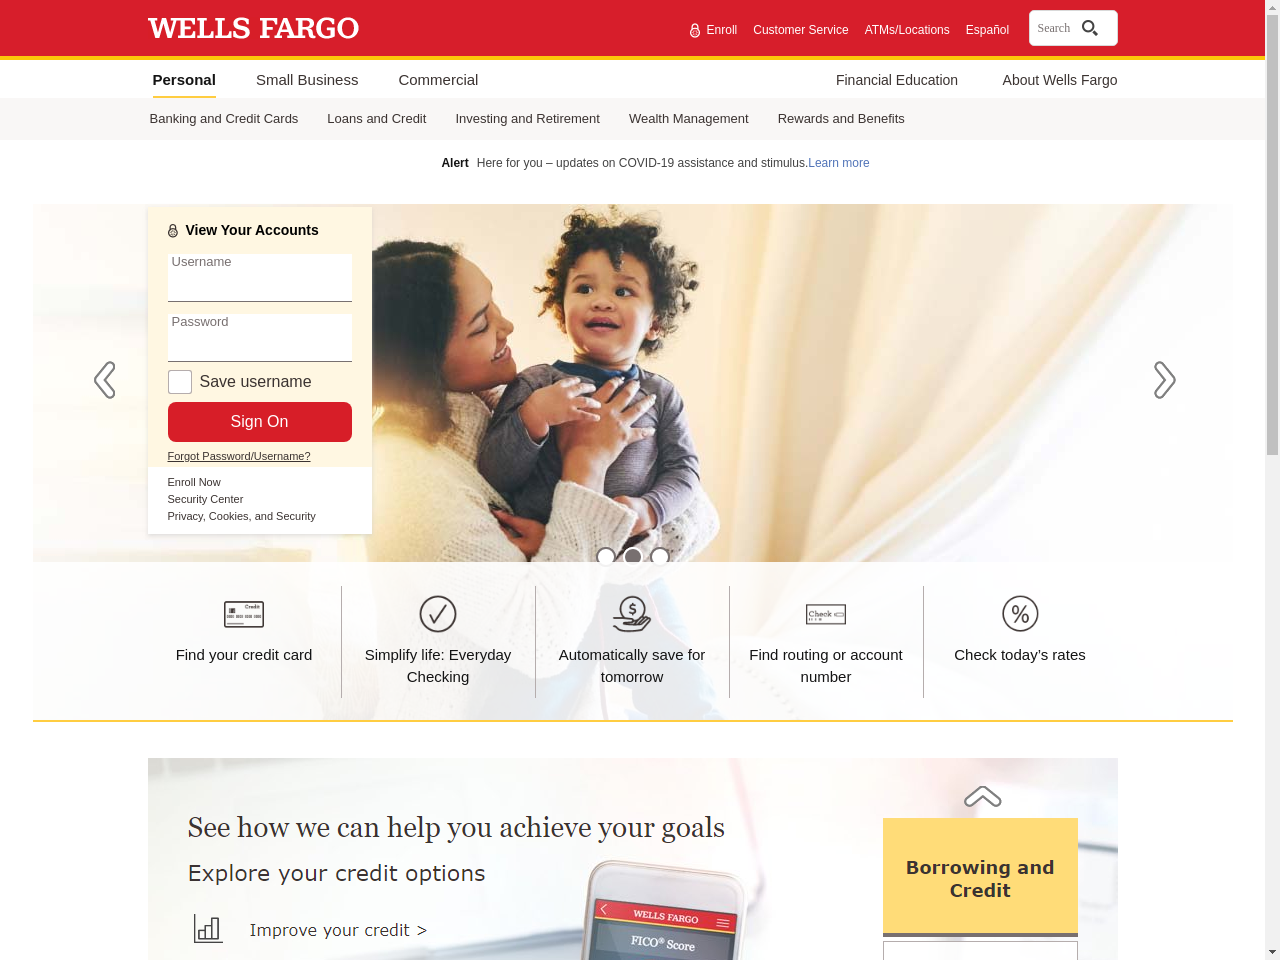 WELLS FARGO
Enroll
Customer Service
ATMs/Locations
Español
Search
Personal
Small Business
Commercial
Financial Education
About Wells Fargo
Banking and Credit Cards
Loans and Credit
Investing and Retirement
Wealth Management
Rewards and Benefits
Alert Here for you – updates on COVID-19 assistance and stimulus.Learn more
View Your Accounts
Username
Password
Save username
Sign On
Forgot Password/Username?
Enroll Now
Security Center
Privacy, Cookies, and Security
Credit
Find your credit card
Simplify life: Everyday
Checking
$
Automatically save for
tomorrow
Check
Find routing or account
number
%
Check today’s rates
See how we can help you achieve your goals
Explore your credit options
Improve your credit >
WELLS FARGO
FICO® Score
Borrowing and
Credit